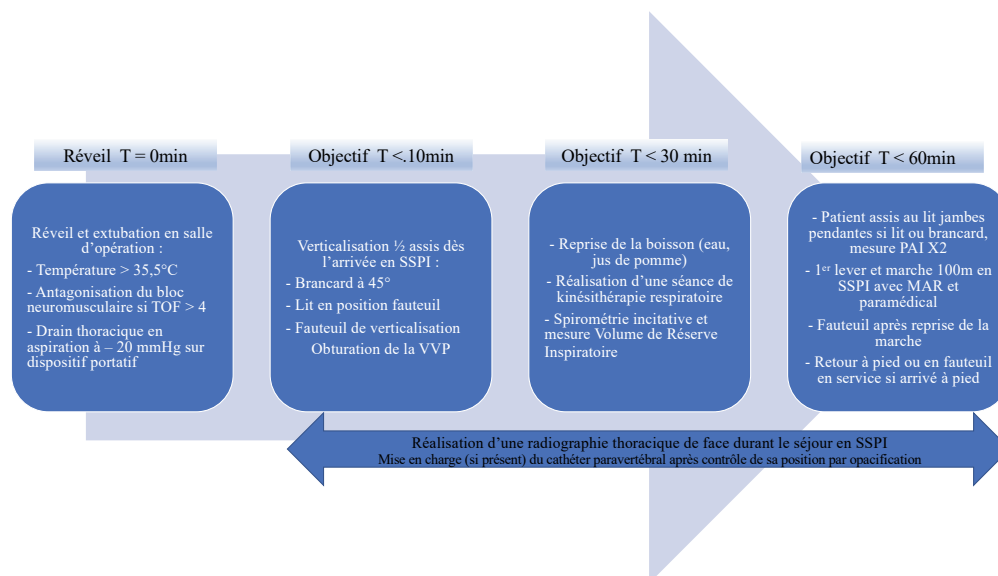 Réveil T = 0min
Réveil et extubation en salle
d'opération :
- Température > 35,5°C
- Antagonisation du bloc
neuromusculaire si TOF > 4
- Drain thoracique en
aspiration à – 20 mmHg sur
dispositif portatif
Objectif T <.10min
Verticalisation ½ assis dès
l'arrivée en SSPI :
- Brancard à 45°
- Lit en position fauteuil
- Fauteuil de verticalisation
Obturation de la VVP
Objectif T < 30 min
- Reprise de la boisson (eau,
jus de pomme)
- Réalisation d'une séance de
kinésithérapie respiratoire
- Spirométrie incitative et
mesure Volume de Réserve
Inspiratoire
Objectif T < 60min
- Patient assis au lit jambes
pendantes si lit ou brancard,
mesure PAI X2
- 1er lever et marche 100m en
SSPI avec MAR et
paramédical
- Fauteuil après reprise de la
marche
- Retour à pied ou en fauteuil
en service si arrivé à pied
Réalisation d'une radiographie thoracique de face durant le séjour en SSPI
Mise en charge (si présent) du cathéter paravertébral après contrôle de sa position par opacification